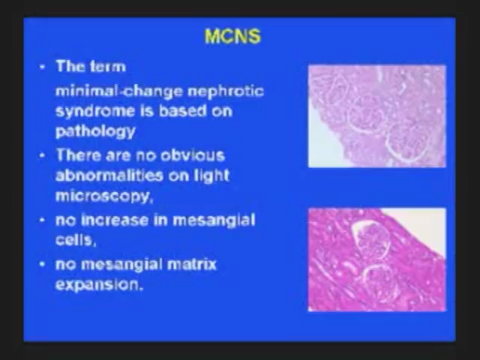 MCNS
• The term
minimal-change nephrotic
syndrome is based on
pathology
• There are no obvious
abnormalities on light
microscopy,
• no increase in mesangial
cells,
• no mesangial matrix
expansion.